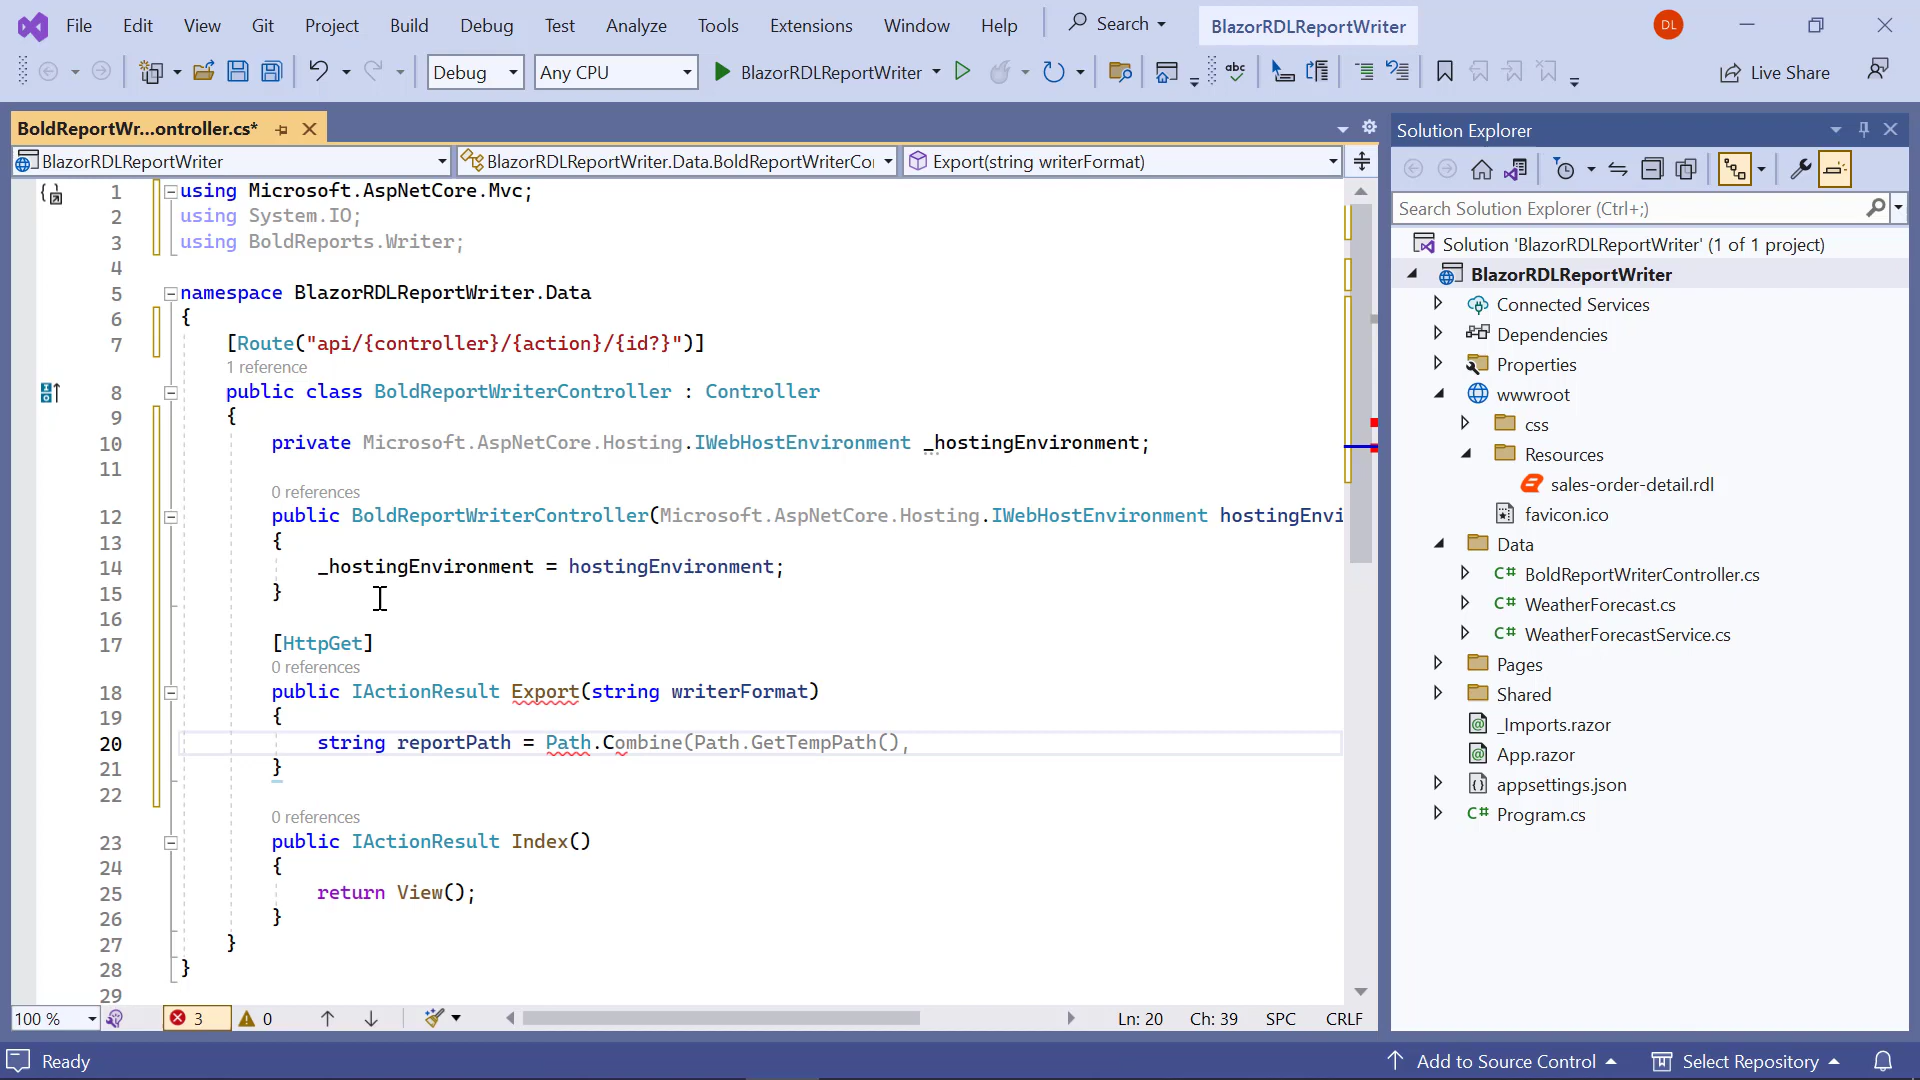 File Edit View Git Project Build Debug Test Analyze Tools Extensions Window Help Search BlazorRDLReportWriter DL
Debug Any CPU BlazorRDLReportWriter abc Live Share
BoldReportWr...ontroller.cs*
BlazorRDLReportWriter BlazorRDLReportWriter.Data.BoldReportWriterCo Export(string writerFormat)
1 using Microsoft.AspNetCore.Mvc;
2 using System.IO;
3 using BoldReports.Writer;
4
5 namespace BlazorRDLReportWriter.Data
6 {
7 [Route("api/{controller}/{action}/{id?}")]
1 reference
8 public class BoldReportWriterController : Controller
9 {
10 private Microsoft.AspNetCore.Hosting.IWebHostEnvironment _hostingEnvironment;
11
0 references
12 public BoldReportWriterController(Microsoft.AspNetCore.Hosting.IWebHostEnvironment hostingEnvi
13 {
14 _hostingEnvironment = hostingEnvironment;
15 }
16
17 [HttpGet]
0 references
18 public IActionResult Export(string writerFormat)
19 {
20 string reportPath = Path.Combine(Path.GetTempPath(),
21 }
22
0 references
23 public IActionResult Index()
24 {
25 return View();
26 }
27 }
28 }
29
100 % 3 0 Ln: 20 Ch: 39 SPC CRLF
Solution Explorer
Search Solution Explorer (Ctrl+;)
Solution 'BlazorRDLReportWriter' (1 of 1 project)
BlazorRDLReportWriter
Connected Services
Dependencies
Properties
wwwroot
css
Resources
sales-order-detail.rdl
favicon.ico
Data
C# BoldReportWriterController.cs
C# WeatherForecast.cs
C# WeatherForecastService.cs
Pages
Shared
_Imports.razor
App.razor
appsettings.json
C# Program.cs
Ready Add to Source Control Select Repository